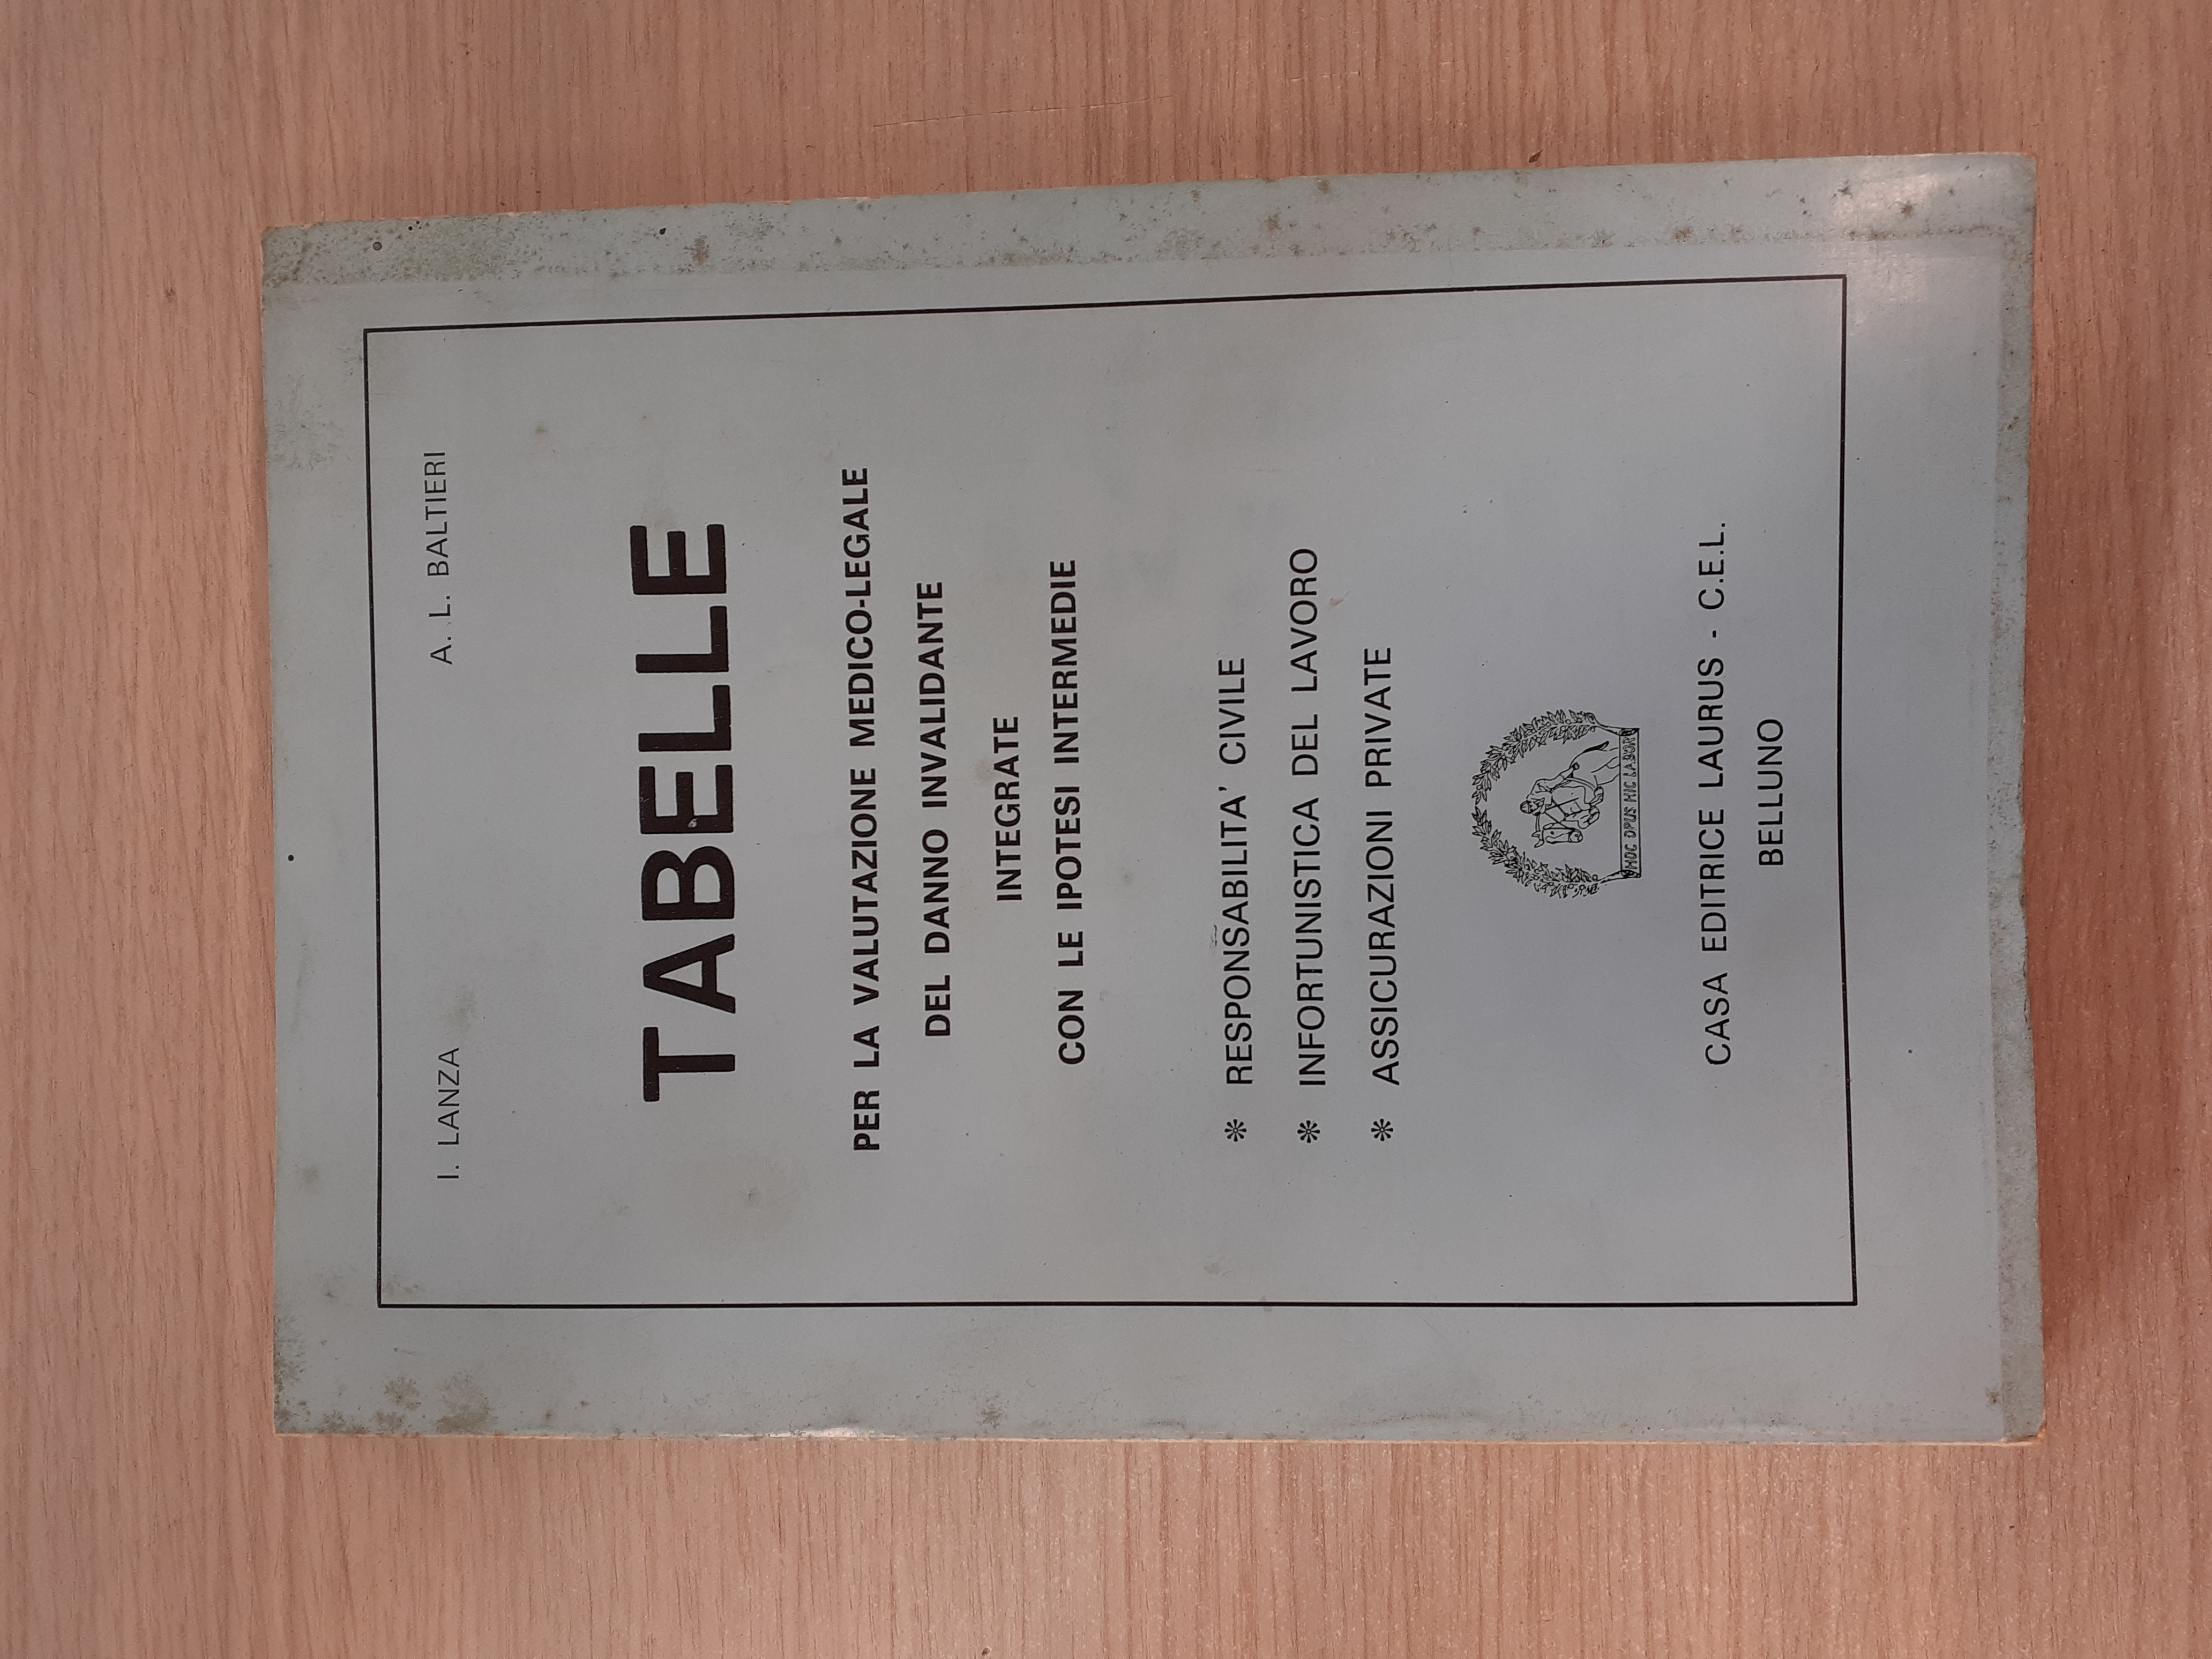 I. LANZA A. L. BALTIERI
TABELLE
PER LA VALUTAZIONE MEDICO-LEGALE
DEL DANNO INVALIDANTE
INTEGRATE
CON LE IPOTESI INTERMEDIE
* RESPONSABILITA' CIVILE
* INFORTUNISTICA DEL LAVORO
* ASSICURAZIONI PRIVATE
HOC OPUS HIC LABOR
CASA EDITRICE LAURUS - C.E.L.
BELLUNO